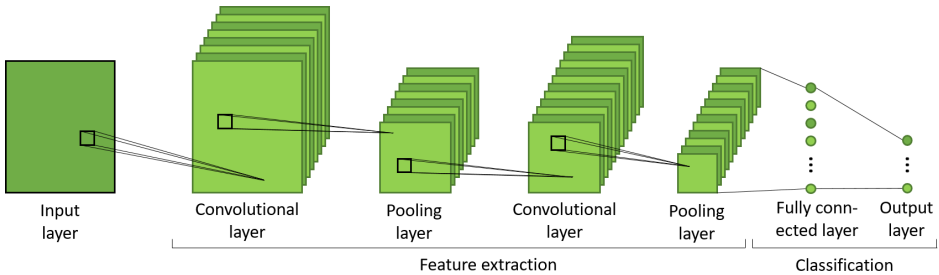 Input
layer
Convolutional
layer
Pooling
layer
Convolutional
layer
Pooling
layer
Fully conn-
ected layer
Output
layer
Feature extraction
Classification